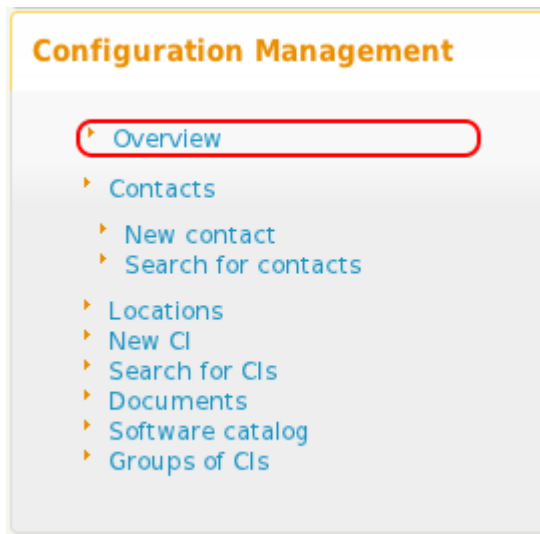 Configuration Management
Overview
Contacts
New contact
Search for contacts
Locations
New CI
Search for CIs
Documents
Software catalog
Groups of CIs